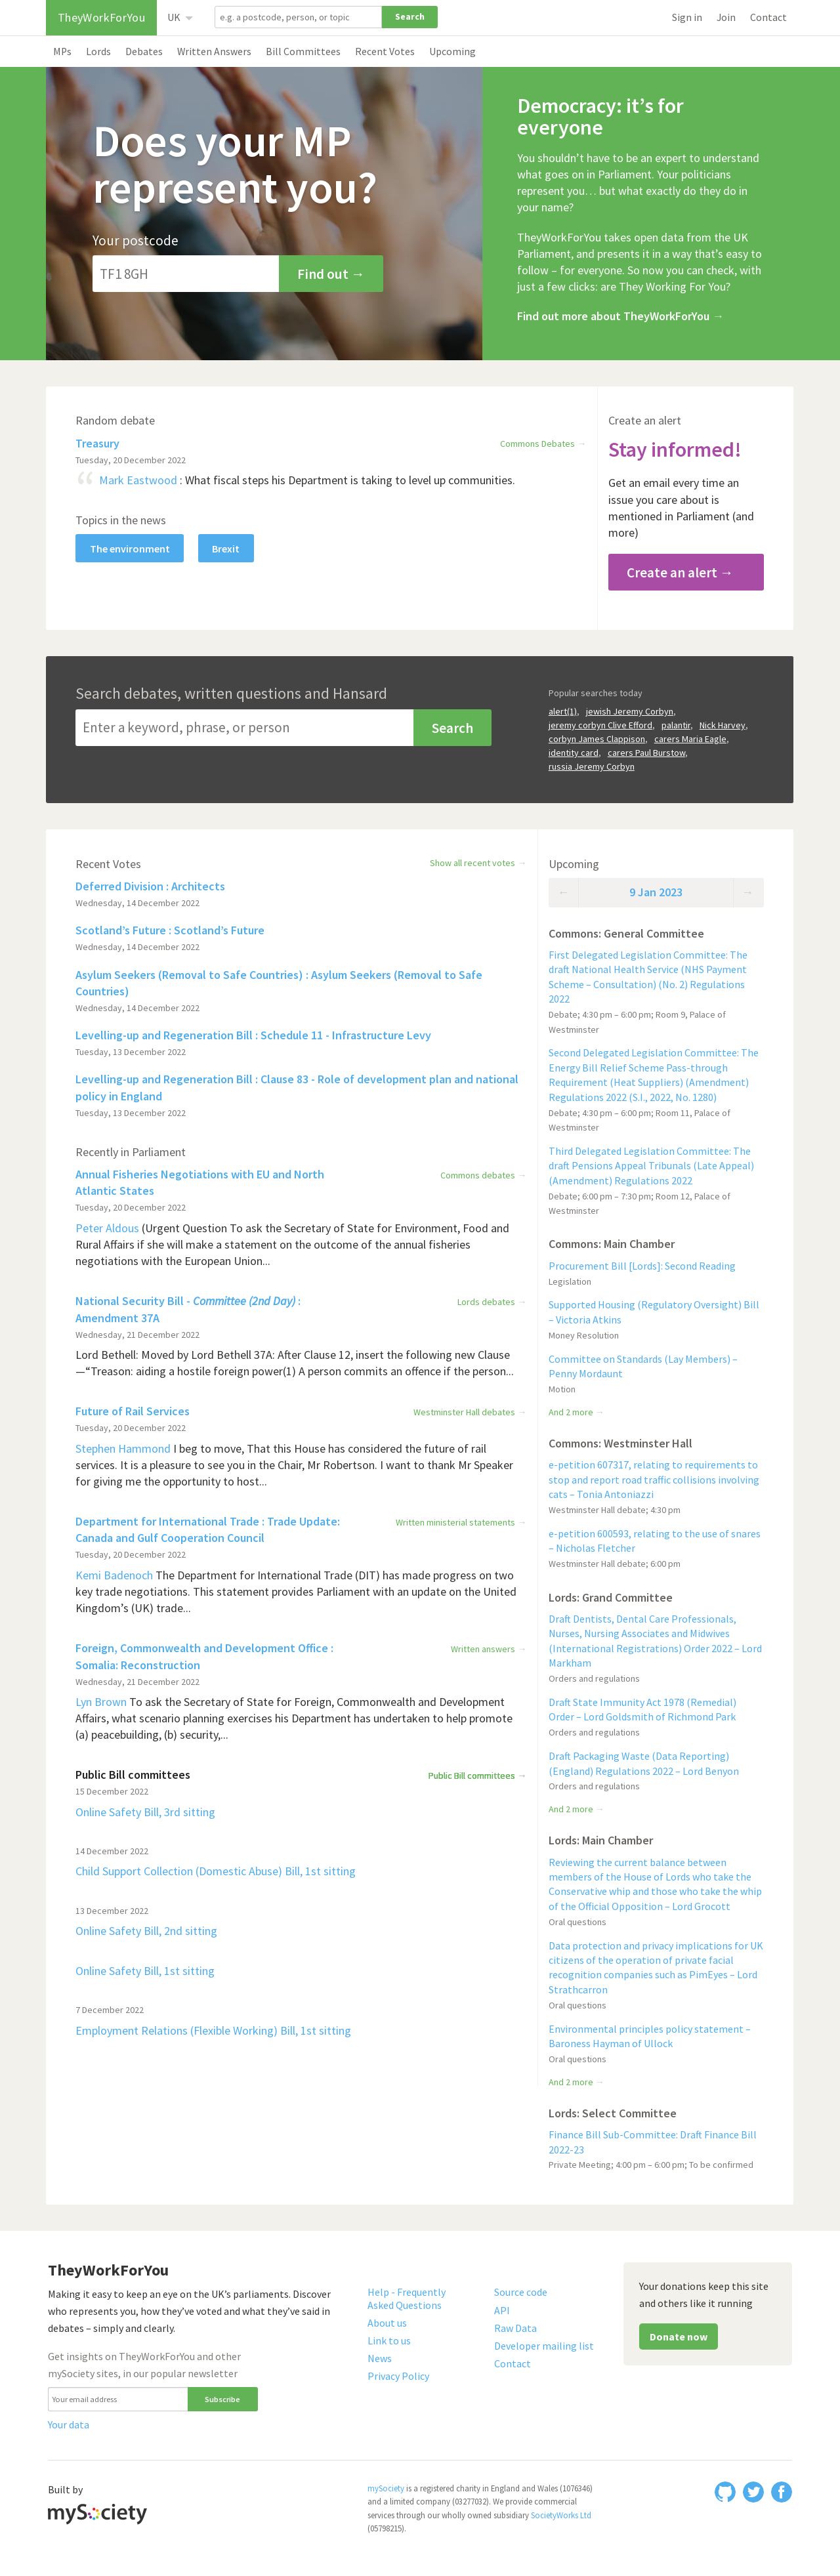 TheyWorkForYou
UK
e.g. a postcode, person, or topic
Search
Sign in
Join
Contact
MPs
Lords
Debates
Written Answers
Bill Committees
Recent Votes
Upcoming
Does your MP
represent you?
Your postcode
TF1 8GH
Find out →
Democracy: it’s for
everyone
You shouldn’t have to be an expert to understand
what goes on in Parliament. Your politicians
represent you… but what exactly do they do in
your name?
TheyWorkForYou takes open data from the UK
Parliament, and presents it in a way that’s easy to
follow – for everyone. So now you can check, with
just a few clicks: are They Working For You?
Find out more about TheyWorkForYou →
Random debate
Treasury
Commons Debates →
Tuesday, 20 December 2022
“ Mark Eastwood : What fiscal steps his Department is taking to level up communities.
Topics in the news
The environment
Brexit
Create an alert
Stay informed!
Get an email every time an
issue you care about is
mentioned in Parliament (and
more)
Create an alert →
Search debates, written questions and Hansard
Enter a keyword, phrase, or person
Search
Popular searches today
alert(1), jewish Jeremy Corbyn,
jeremy corbyn Clive Efford, palantir, Nick Harvey,
corbyn James Clappison, carers Maria Eagle,
identity card, carers Paul Burstow,
russia Jeremy Corbyn
Recent Votes
Show all recent votes →
Deferred Division : Architects
Wednesday, 14 December 2022
Scotland’s Future : Scotland’s Future
Wednesday, 14 December 2022
Asylum Seekers (Removal to Safe Countries) : Asylum Seekers (Removal to Safe
Countries)
Wednesday, 14 December 2022
Levelling-up and Regeneration Bill : Schedule 11 - Infrastructure Levy
Tuesday, 13 December 2022
Levelling-up and Regeneration Bill : Clause 83 - Role of development plan and national
policy in England
Tuesday, 13 December 2022
Recently in Parliament
Annual Fisheries Negotiations with EU and North
Atlantic States
Commons debates →
Tuesday, 20 December 2022
Peter Aldous (Urgent Question To ask the Secretary of State for Environment, Food and
Rural Affairs if she will make a statement on the outcome of the annual fisheries
negotiations with the European Union...
National Security Bill - Committee (2nd Day) :
Amendment 37A
Lords debates →
Wednesday, 21 December 2022
Lord Bethell: Moved by Lord Bethell 37A: After Clause 12, insert the following new Clause
—“Treason: aiding a hostile foreign power(1) A person commits an offence if the person...
Future of Rail Services
Westminster Hall debates →
Tuesday, 20 December 2022
Stephen Hammond I beg to move, That this House has considered the future of rail
services. It is a pleasure to see you in the Chair, Mr Robertson. I want to thank Mr Speaker
for giving me the opportunity to host...
Department for International Trade : Trade Update:
Canada and Gulf Cooperation Council
Written ministerial statements →
Tuesday, 20 December 2022
Kemi Badenoch The Department for International Trade (DIT) has made progress on two
key trade negotiations. This statement provides Parliament with an update on the United
Kingdom’s (UK) trade...
Foreign, Commonwealth and Development Office :
Somalia: Reconstruction
Written answers →
Wednesday, 21 December 2022
Lyn Brown To ask the Secretary of State for Foreign, Commonwealth and Development
Affairs, what scenario planning exercises his Department has undertaken to help promote
(a) peacebuilding, (b) security,...
Public Bill committees
Public Bill committees →
15 December 2022
Online Safety Bill, 3rd sitting
14 December 2022
Child Support Collection (Domestic Abuse) Bill, 1st sitting
13 December 2022
Online Safety Bill, 2nd sitting
Online Safety Bill, 1st sitting
7 December 2022
Employment Relations (Flexible Working) Bill, 1st sitting
Upcoming
← 9 Jan 2023 →
Commons: General Committee
First Delegated Legislation Committee: The
draft National Health Service (NHS Payment
Scheme – Consultation) (No. 2) Regulations
2022
Debate; 4:30 pm – 6:00 pm; Room 9, Palace of
Westminster
Second Delegated Legislation Committee: The
Energy Bill Relief Scheme Pass-through
Requirement (Heat Suppliers) (Amendment)
Regulations 2022 (S.I., 2022, No. 1280)
Debate; 4:30 pm – 6:00 pm; Room 11, Palace of
Westminster
Third Delegated Legislation Committee: The
draft Pensions Appeal Tribunals (Late Appeal)
(Amendment) Regulations 2022
Debate; 6:00 pm – 7:30 pm; Room 12, Palace of
Westminster
Commons: Main Chamber
Procurement Bill [Lords]: Second Reading
Legislation
Supported Housing (Regulatory Oversight) Bill
– Victoria Atkins
Money Resolution
Committee on Standards (Lay Members) –
Penny Mordaunt
Motion
And 2 more →
Commons: Westminster Hall
e-petition 607317, relating to requirements to
stop and report road traffic collisions involving
cats – Tonia Antoniazzi
Westminster Hall debate; 4:30 pm
e-petition 600593, relating to the use of snares
– Nicholas Fletcher
Westminster Hall debate; 6:00 pm
Lords: Grand Committee
Draft Dentists, Dental Care Professionals,
Nurses, Nursing Associates and Midwives
(International Registrations) Order 2022 – Lord
Markham
Orders and regulations
Draft State Immunity Act 1978 (Remedial)
Order – Lord Goldsmith of Richmond Park
Orders and regulations
Draft Packaging Waste (Data Reporting)
(England) Regulations 2022 – Lord Benyon
Orders and regulations
And 2 more →
Lords: Main Chamber
Reviewing the current balance between
members of the House of Lords who take the
Conservative whip and those who take the whip
of the Official Opposition – Lord Grocott
Oral questions
Data protection and privacy implications for UK
citizens of the operation of private facial
recognition companies such as PimEyes – Lord
Strathcarron
Oral questions
Environmental principles policy statement –
Baroness Hayman of Ullock
Oral questions
And 2 more →
Lords: Select Committee
Finance Bill Sub-Committee: Draft Finance Bill
2022-23
Private Meeting; 4:00 pm – 6:00 pm; To be confirmed
TheyWorkForYou
Making it easy to keep an eye on the UK’s parliaments. Discover
who represents you, how they’ve voted and what they’ve said in
debates – simply and clearly.
Get insights on TheyWorkForYou and other
mySociety sites, in our popular newsletter
Your email address
Subscribe
Your data
Help - Frequently
Asked Questions
About us
Link to us
News
Privacy Policy
Source code
API
Raw Data
Developer mailing list
Contact
Your donations keep this site
and others like it running
Donate now
Built by
mySociety
mySociety is a registered charity in England and Wales (1076346)
and a limited company (03277032). We provide commercial
services through our wholly owned subsidiary SocietyWorks Ltd
(05798215).